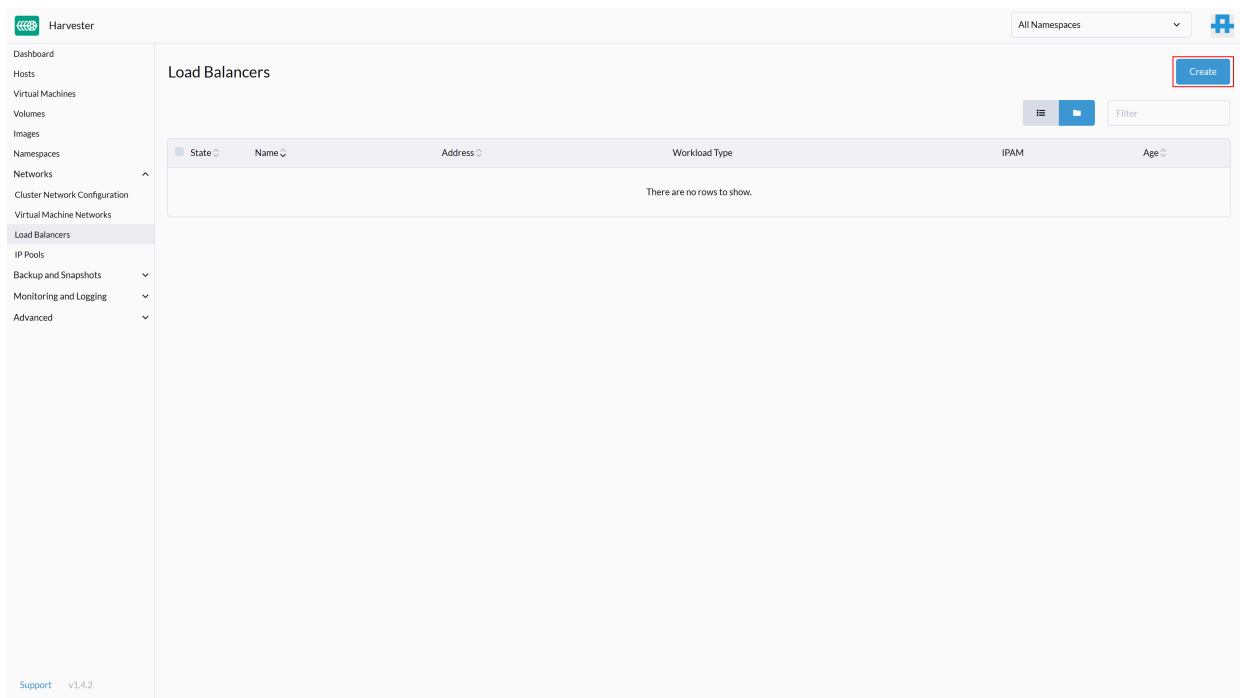 Harvester
All Namespaces
Dashboard
Hosts
Virtual Machines
Volumes
Images
Namespaces
Networks
Cluster Network Configuration
Virtual Machine Networks
Load Balancers
IP Pools
Backup and Snapshots
Monitoring and Logging
Advanced
Support v1.4.2
Load Balancers
Create
Filter
State Name Address Workload Type IPAM Age
There are no rows to show.